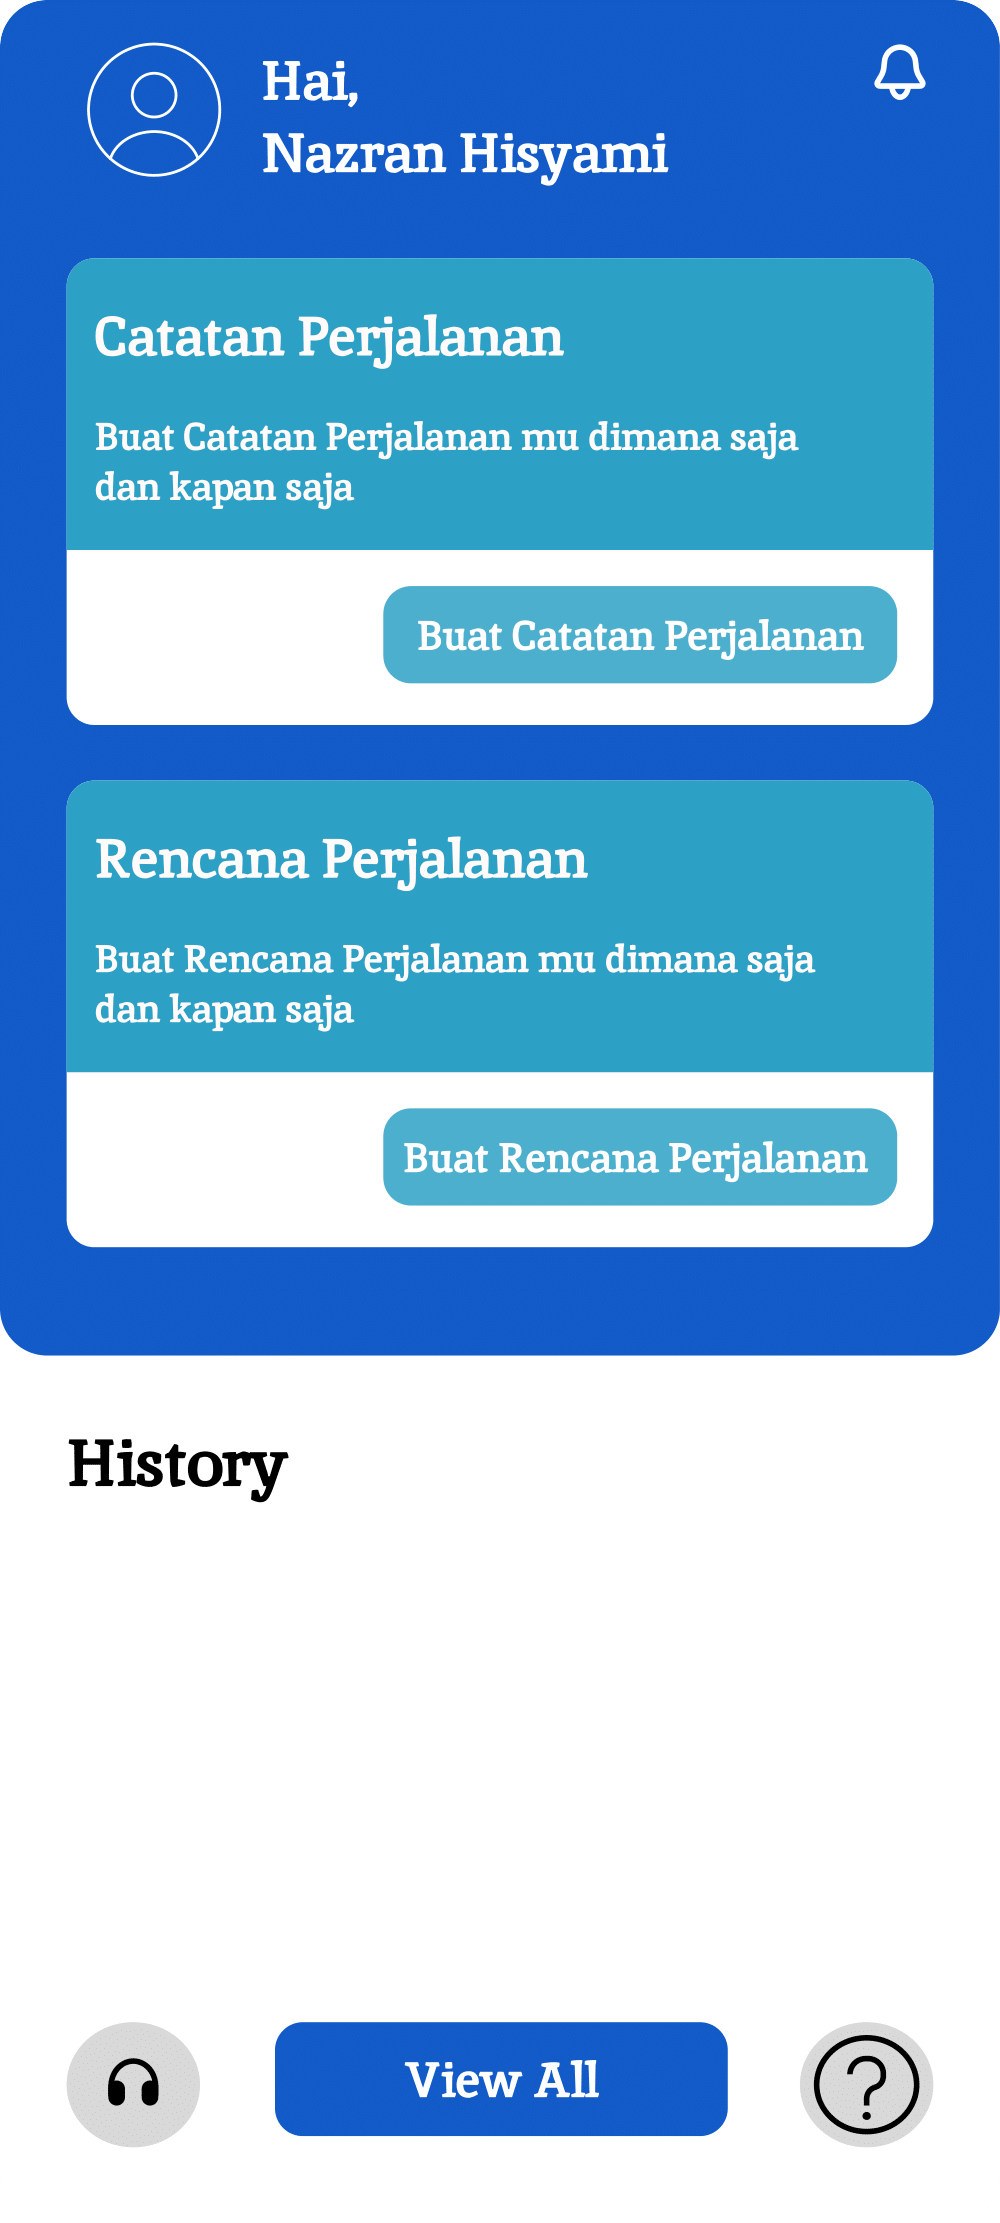 Hai,
Nazran Hisyami
Catatan Perjalanan
Buat Catatan Perjalanan mu dimana saja
dan kapan saja
Buat Catatan Perjalanan
Rencana Perjalanan
Buat Rencana Perjalanan mu dimana saja
dan kapan saja
Buat Rencana Perjalanan
History
View All
?